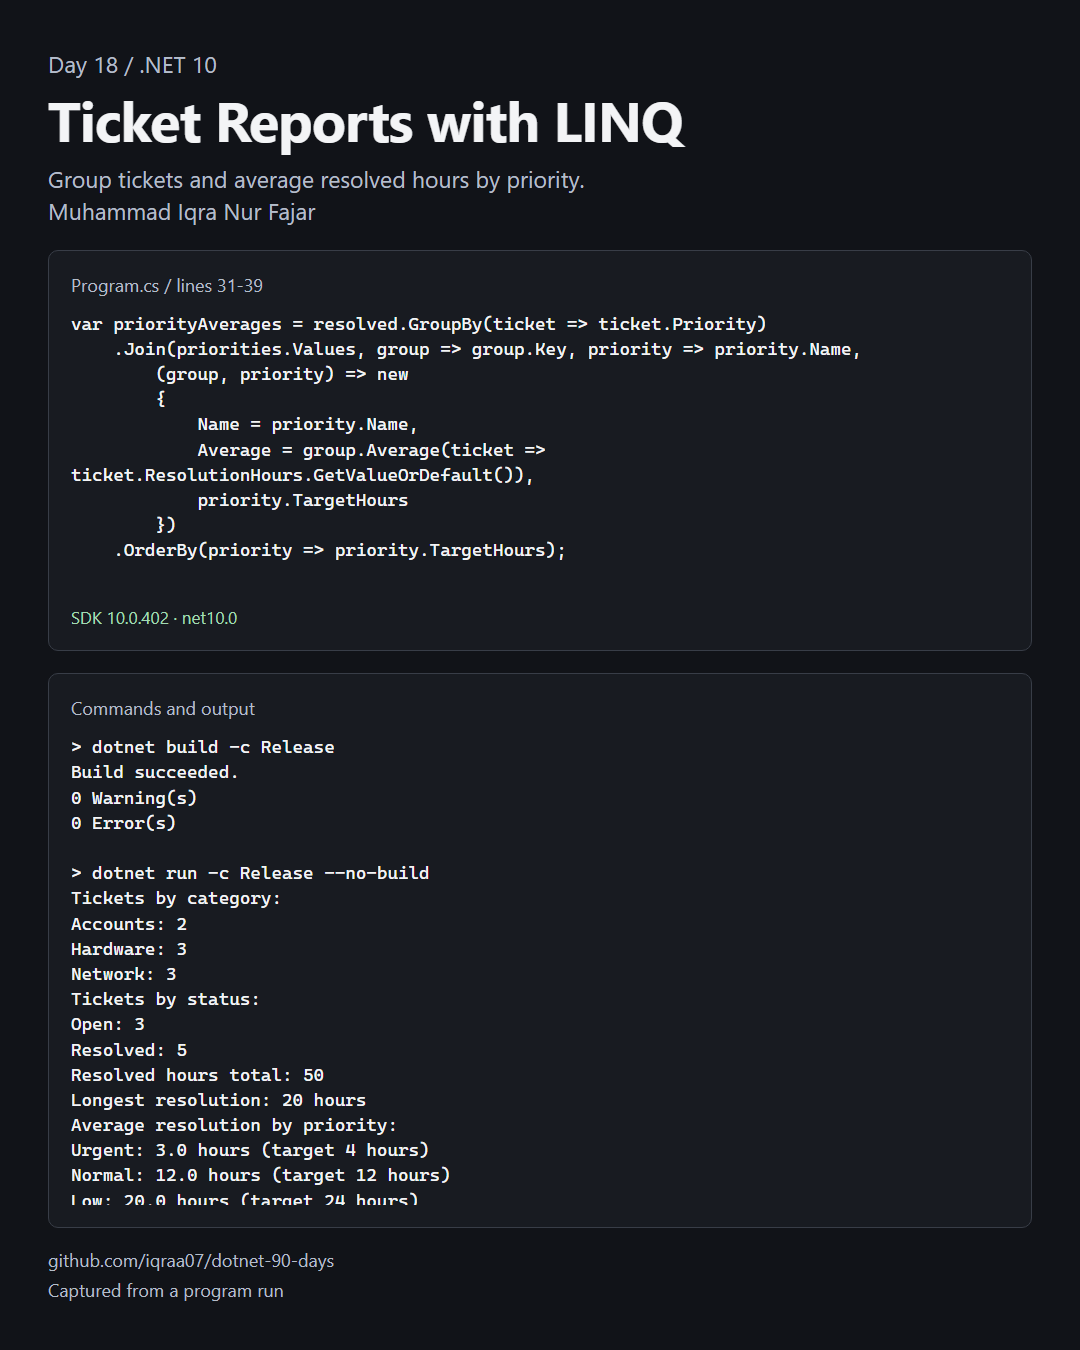 Day 18 / .NET 10
Ticket Reports with LINQ
Group tickets and average resolved hours by priority.
Muhammad Iqra Nur Fajar
Program.cs / lines 31-39
var priorityAverages = resolved.GroupBy(ticket => ticket.Priority)
    .Join(priorities.Values, group => group.Key, priority => priority.Name,
        (group, priority) => new
        {
            Name = priority.Name,
            Average = group.Average(ticket =>
ticket.ResolutionHours.GetValueOrDefault()),
            priority.TargetHours
        })
    .OrderBy(priority => priority.TargetHours);
SDK 10.0.402 · net10.0
Commands and output
> dotnet build -c Release
Build succeeded.
0 Warning(s)
0 Error(s)
> dotnet run -c Release --no-build
Tickets by category:
Accounts: 2
Hardware: 3
Network: 3
Tickets by status:
Open: 3
Resolved: 5
Resolved hours total: 50
Longest resolution: 20 hours
Average resolution by priority:
Urgent: 3.0 hours (target 4 hours)
Normal: 12.0 hours (target 12 hours)
Low: 20.0 hours (target 24 hours)
github.com/iqraa07/dotnet-90-days
Captured from a program run